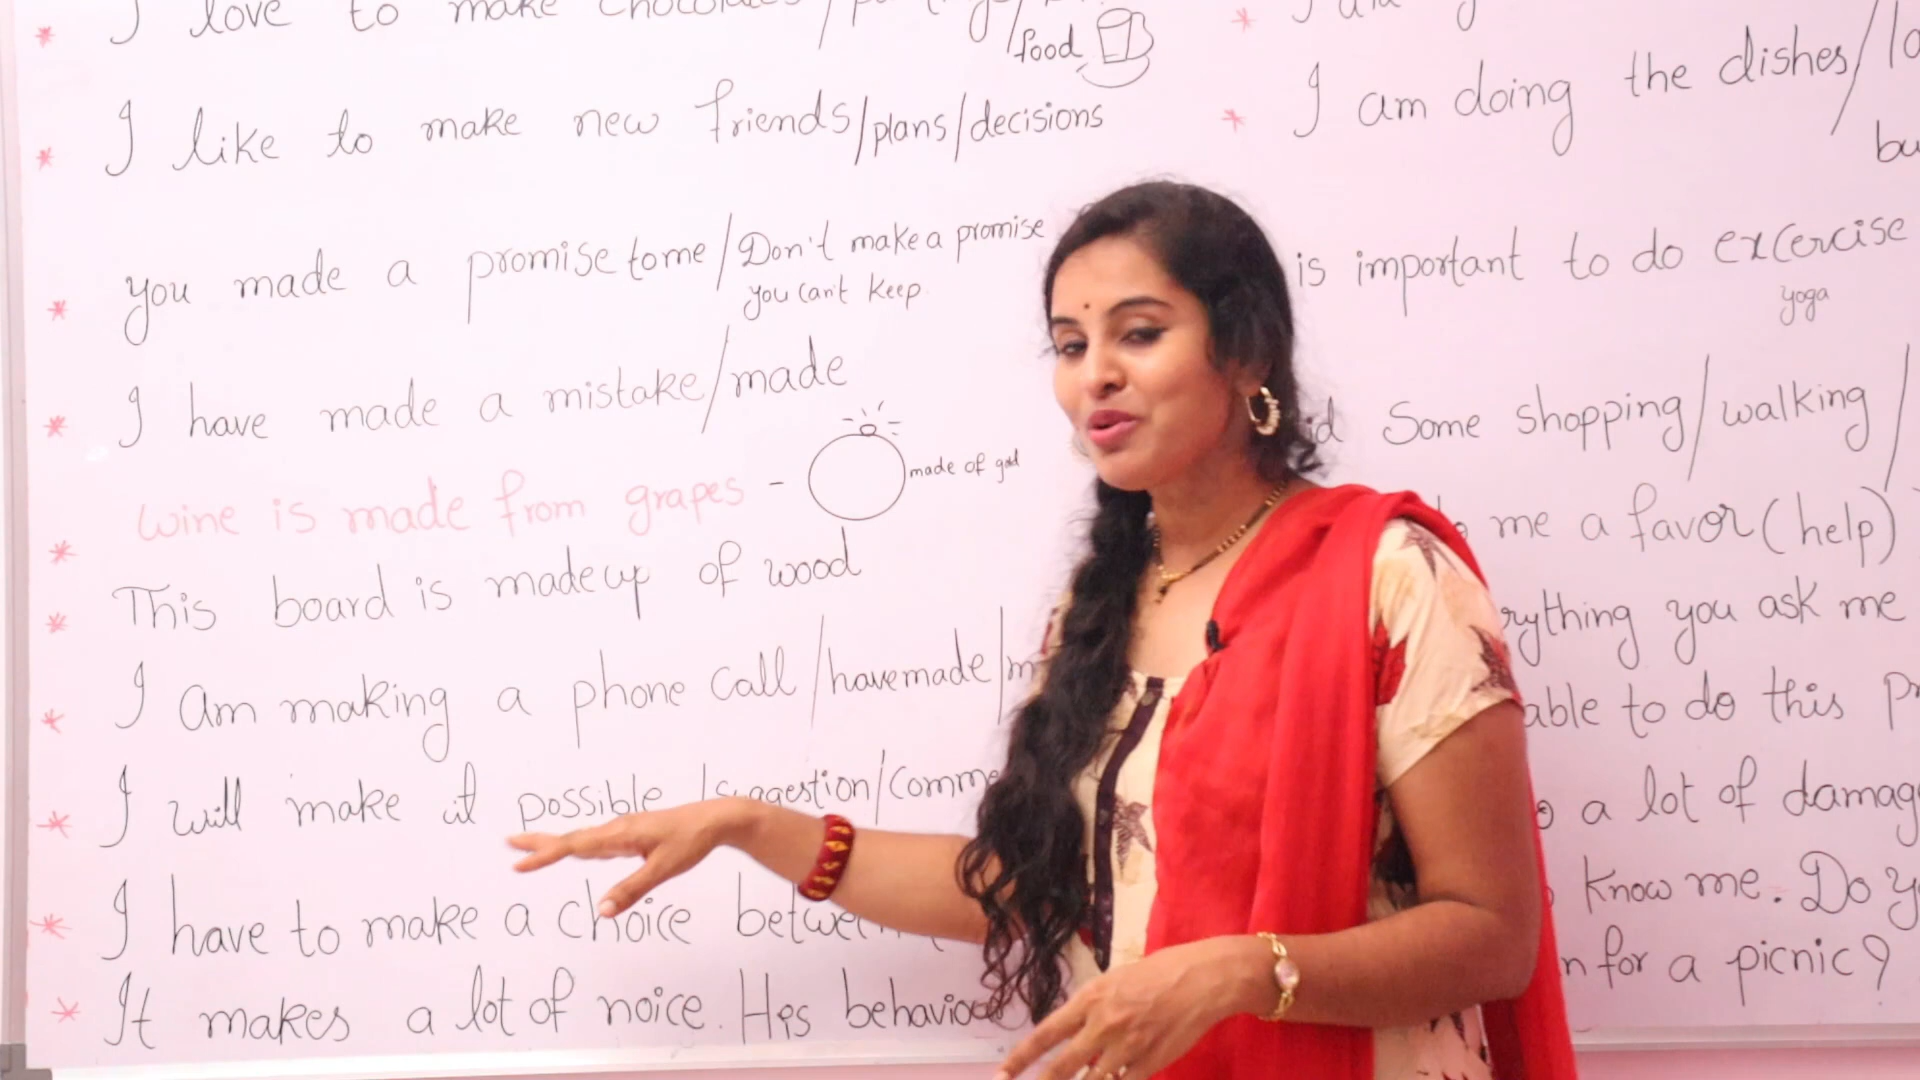 I love to make
food
I like to make new friends/plans/decisions
you made a promise to me/Don't make a promise
you can't keep
I have made a mistake/made
wine is made from grapes - made of gold
This board is made up of wood
I am making a phone call/have made/
I will make it possible/suggestion/
I have to make a choice
It makes a lot of noice. His
I am doing the dishes/
is important to do excercise
yoga
Some shopping/walking/
me a favor (help)
you ask me
able to do this
a lot of
know me. Do
for a picnic?